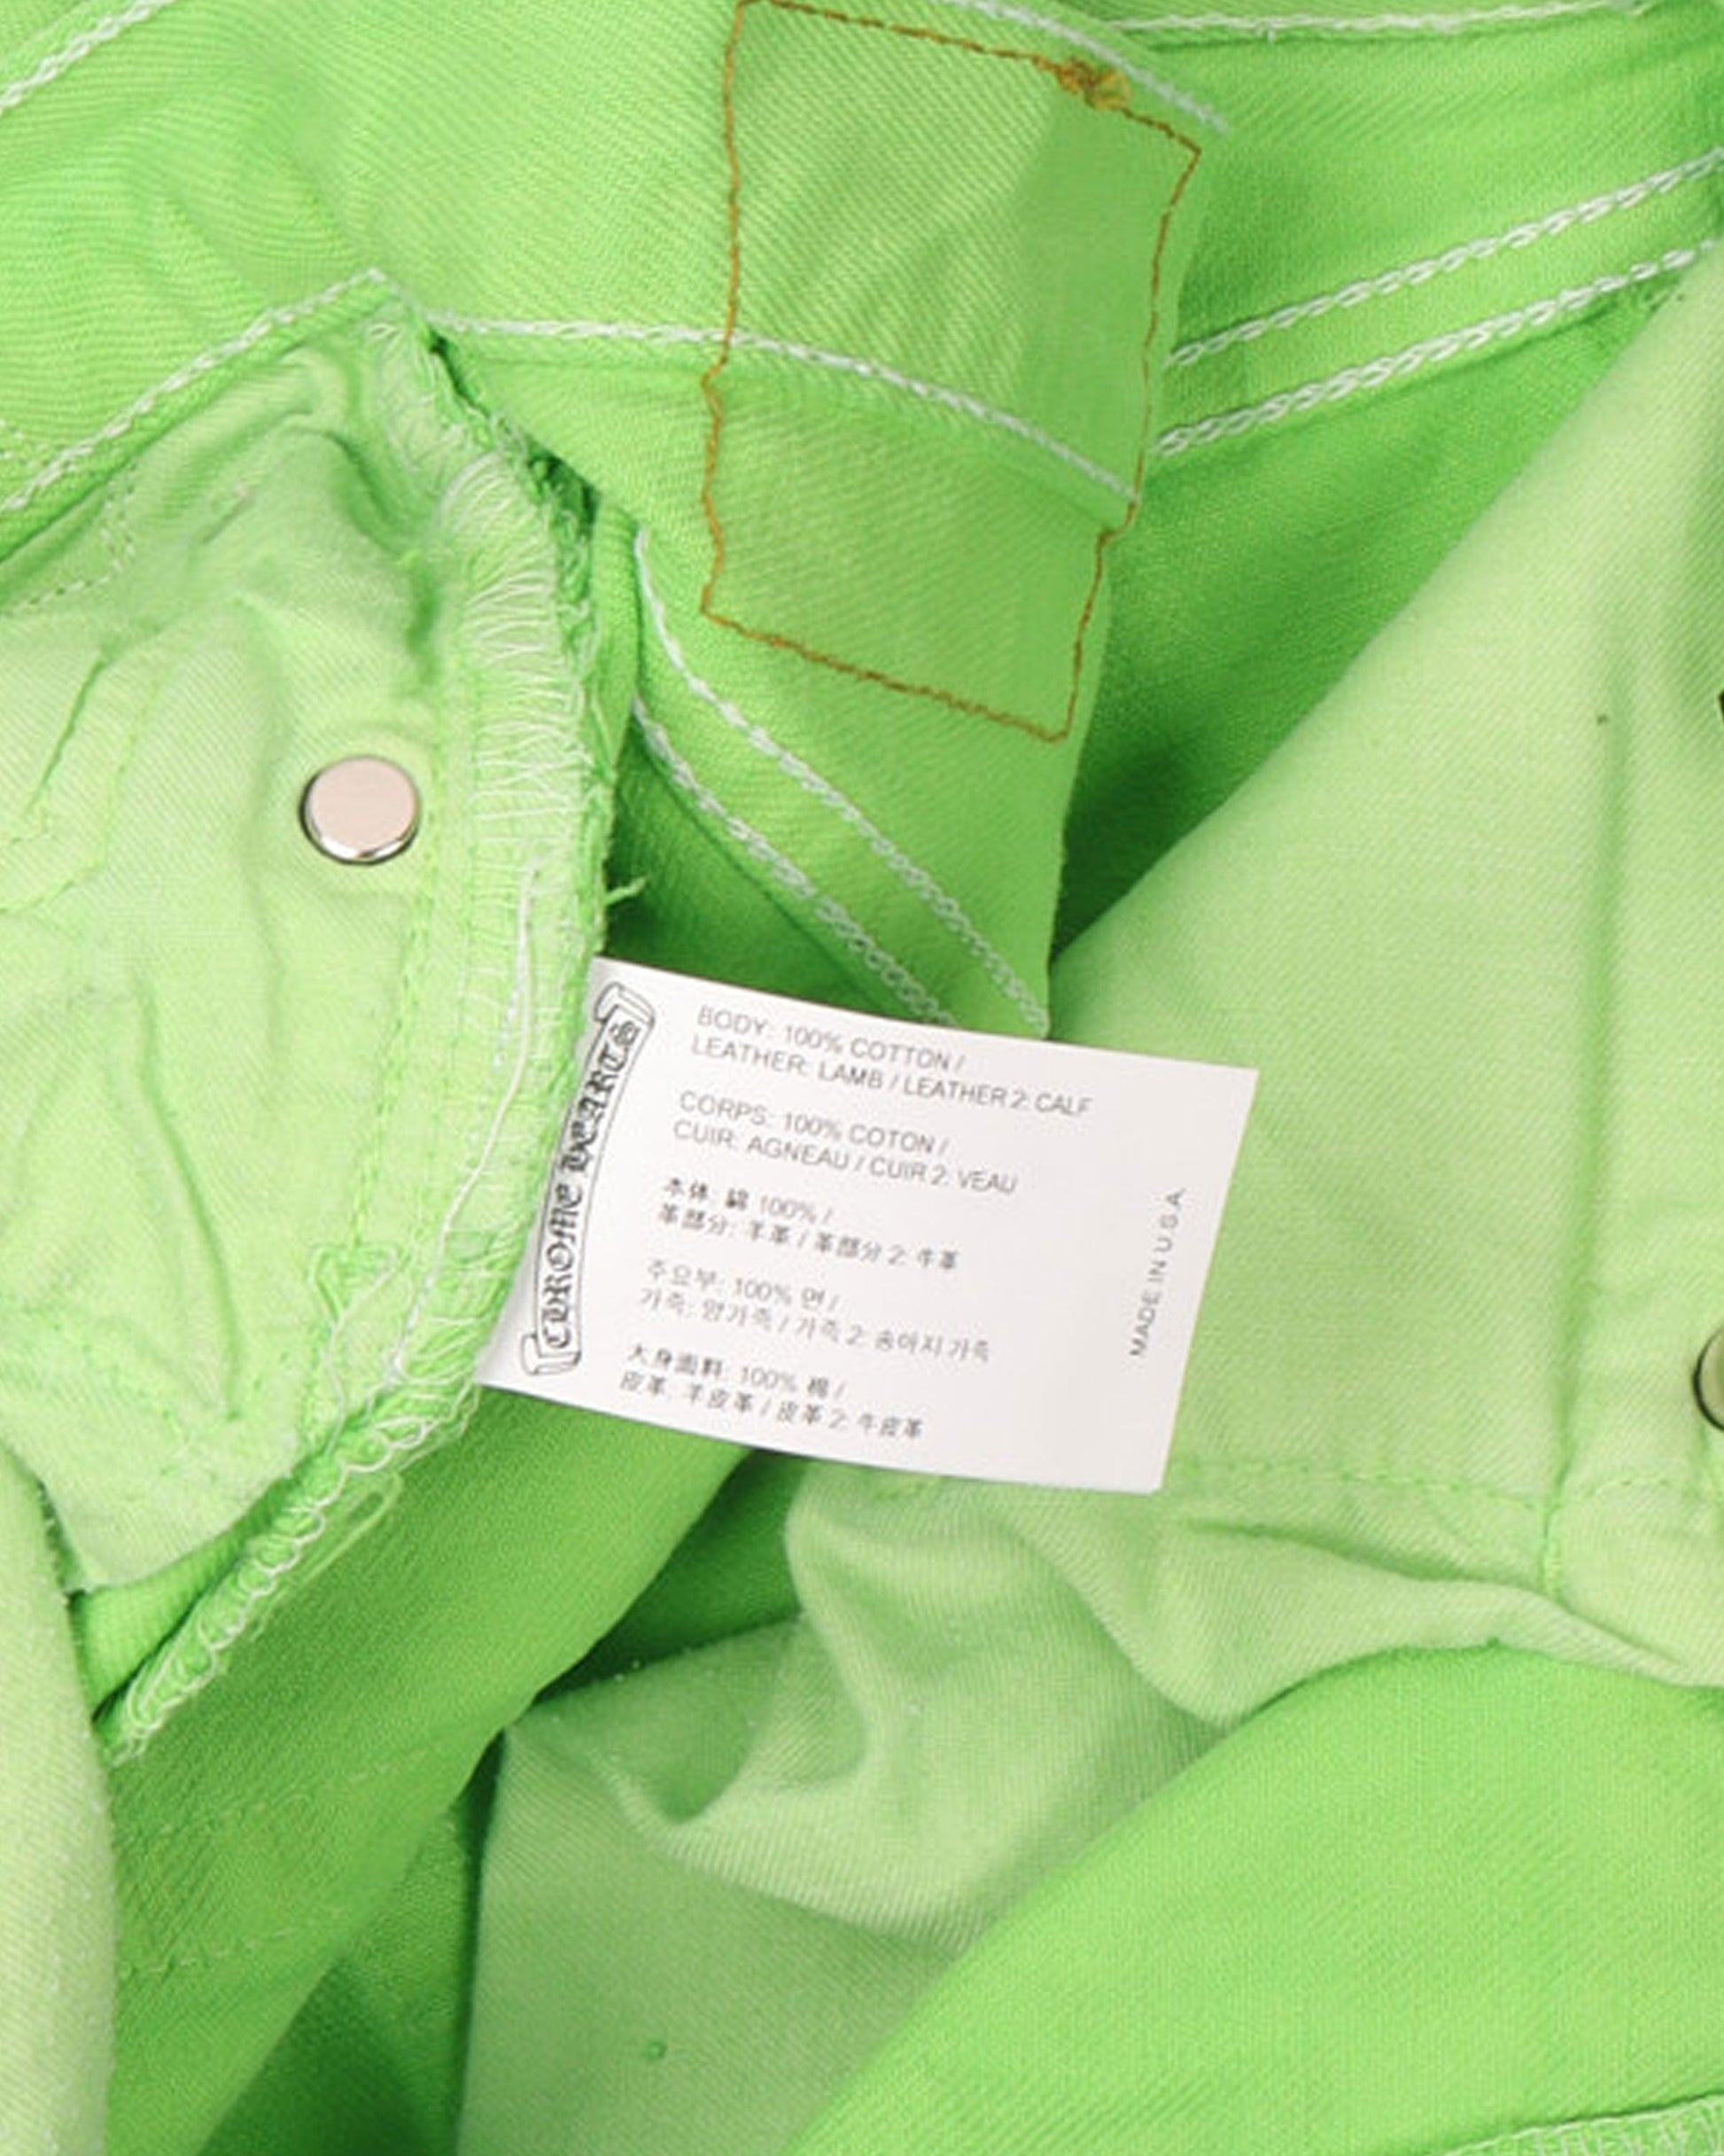 CHROME HEARTS
BODY: 100% COTTON /
LEATHER: LAMB / LEATHER 2: CALF
CORPS: 100% COTON /
CUIR: AGNEAU / CUIR 2: VEAU
本体: 綿 100% /
革部分: 羊革 / 革部分 2: 牛革
주요부: 100% 면 /
가죽: 양가죽 / 가죽 2: 송아지 가죽
大身面料: 100% 棉 /
皮革: 羊皮革 / 皮革 2: 牛皮革
MADE IN U.S.A.